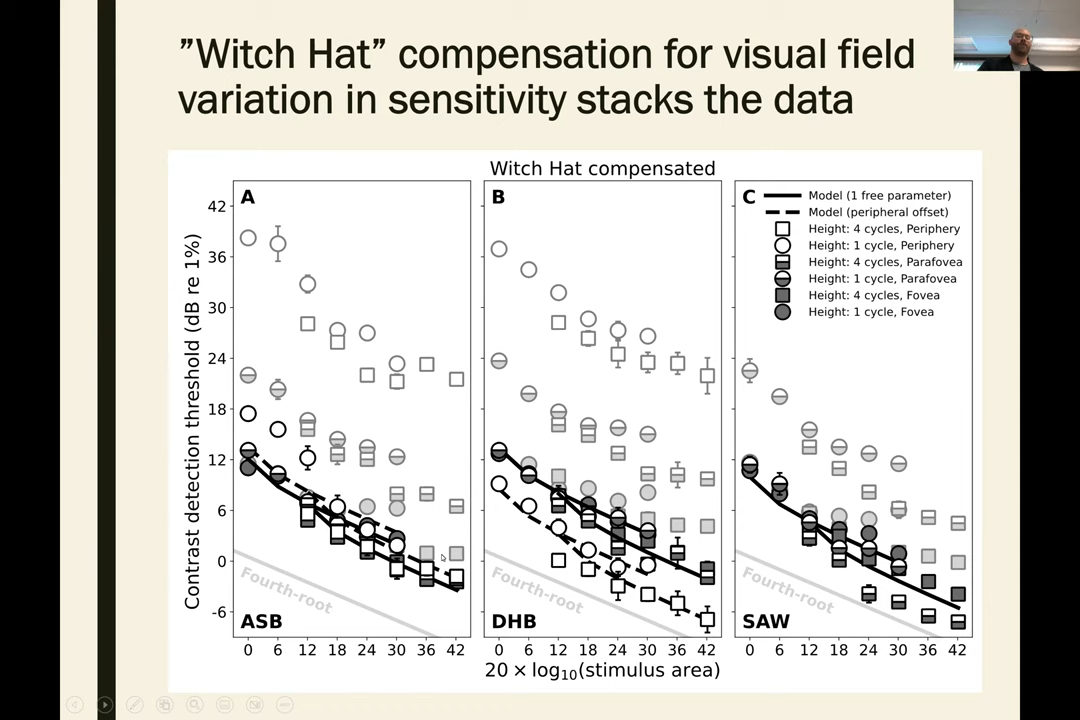 ”Witch Hat” compensation for visual field
variation in sensitivity stacks the data
Witch Hat compensated
Contrast detection threshold (dB re 1%)
42
36
30
24
18
12
6
0
-6
A
Fourth-root
ASB
0 6 12 18 24 30 36 42
B
Fourth-root
DHB
0 6 12 18 24 30 36 42
20 × log₁₀(stimulus area)
C
Model (1 free parameter)
Model (peripheral offset)
Height: 4 cycles, Periphery
Height: 1 cycle, Periphery
Height: 4 cycles, Parafovea
Height: 1 cycle, Parafovea
Height: 4 cycles, Fovea
Height: 1 cycle, Fovea
Fourth-root
SAW
0 6 12 18 24 30 36 42